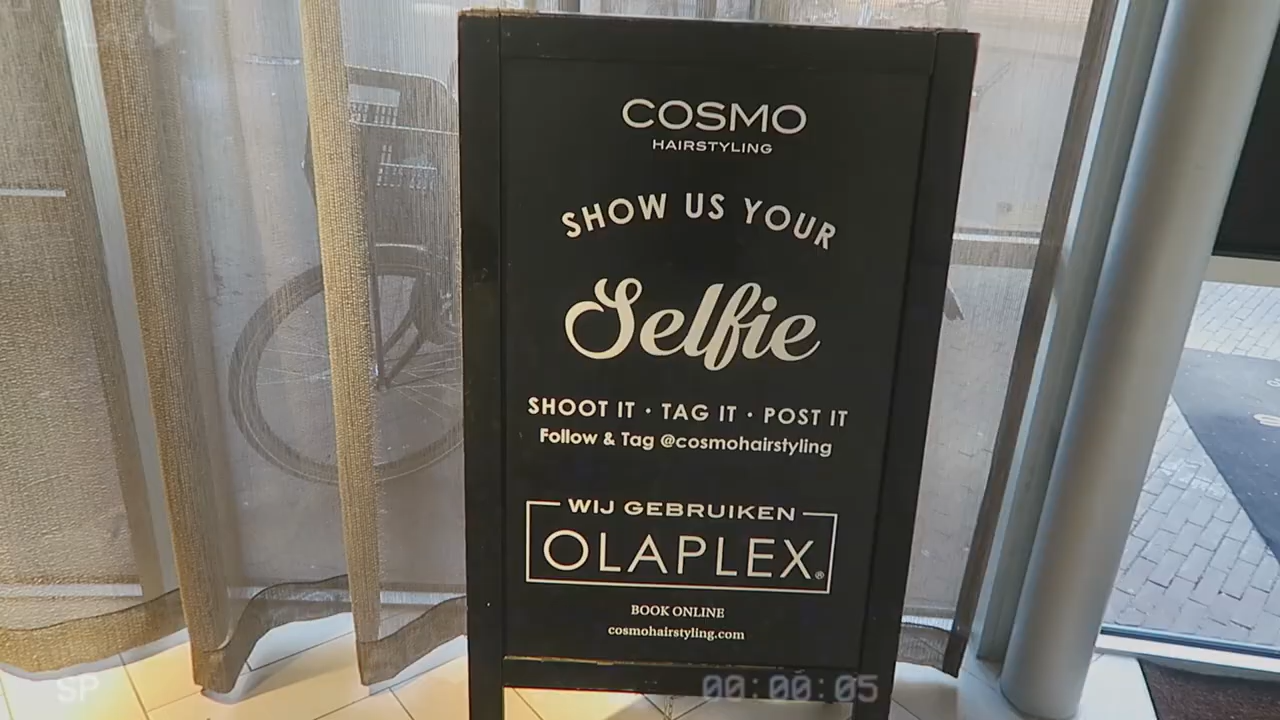 COSMO
HAIRSTYLING
SHOW US YOUR
Selfie
SHOOT IT · TAG IT · POST IT
Follow & Tag @cosmohairstyling
WIJ GEBRUIKEN
OLAPLEX®
BOOK ONLINE
cosmohairstyling.com
SP 00:00:05